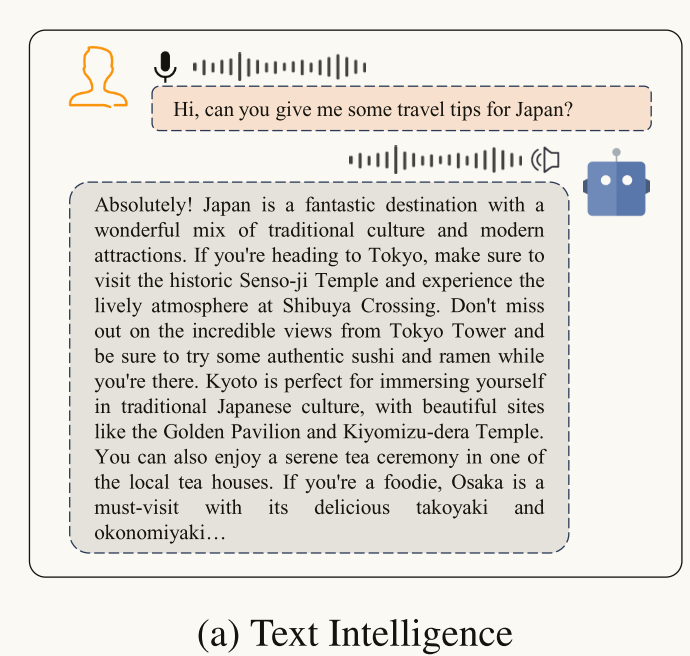 Hi, can you give me some travel tips for Japan?
Absolutely! Japan is a fantastic destination with a
wonderful mix of traditional culture and modern
attractions. If you're heading to Tokyo, make sure to
visit the historic Senso-ji Temple and experience the
lively atmosphere at Shibuya Crossing. Don't miss
out on the incredible views from Tokyo Tower and
be sure to try some authentic sushi and ramen while
you're there. Kyoto is perfect for immersing yourself
in traditional Japanese culture, with beautiful sites
like the Golden Pavilion and Kiyomizu-dera Temple.
You can also enjoy a serene tea ceremony in one of
the local tea houses. If you're a foodie, Osaka is a
must-visit with its delicious takoyaki and
okonomiyaki…
(a) Text Intelligence